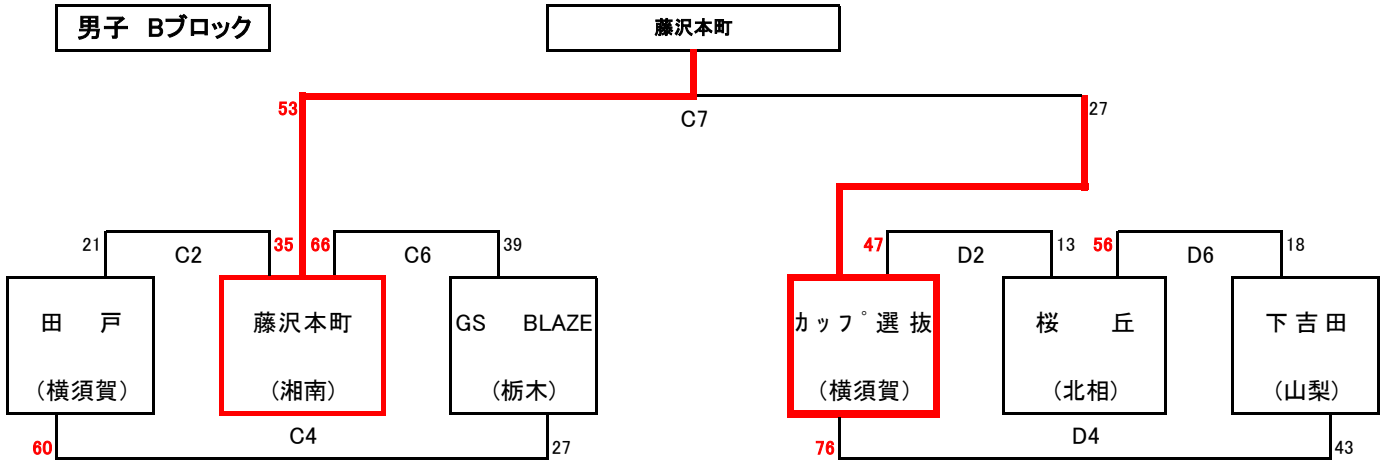 男子 Bブロック
藤沢本町
53
27
C7
21
C2
35
66
C6
39
47
D2
13
56
D6
18
田 戸
(横須賀)
藤沢本町
(湘南)
GS BLAZE
(栃木)
カップ選抜
(横須賀)
桜 丘
(北相)
下吉田
(山梨)
60
C4
27
76
D4
43